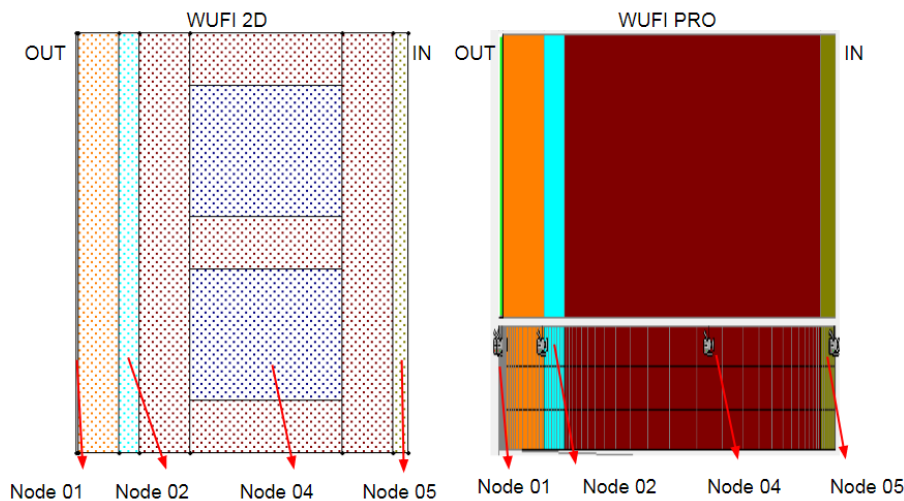 WUFI 2D
WUFI PRO
OUT
IN
OUT
IN
Node 01
Node 02
Node 04
Node 05
Node 01
Node 02
Node 04
Node 05